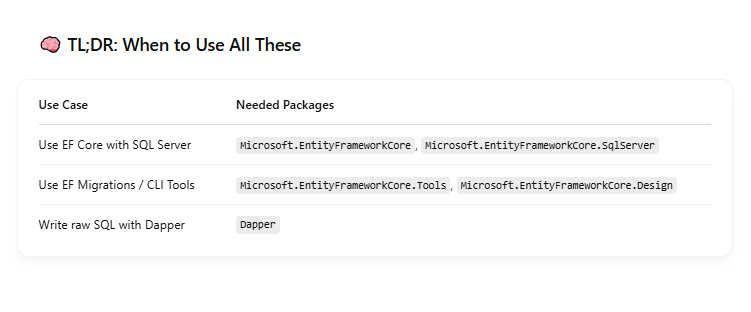 🧠 TL;DR: When to Use All These
Use Case Needed Packages
Use EF Core with SQL Server Microsoft.EntityFrameworkCore, Microsoft.EntityFrameworkCore.SqlServer
Use EF Migrations / CLI Tools Microsoft.EntityFrameworkCore.Tools, Microsoft.EntityFrameworkCore.Design
Write raw SQL with Dapper Dapper